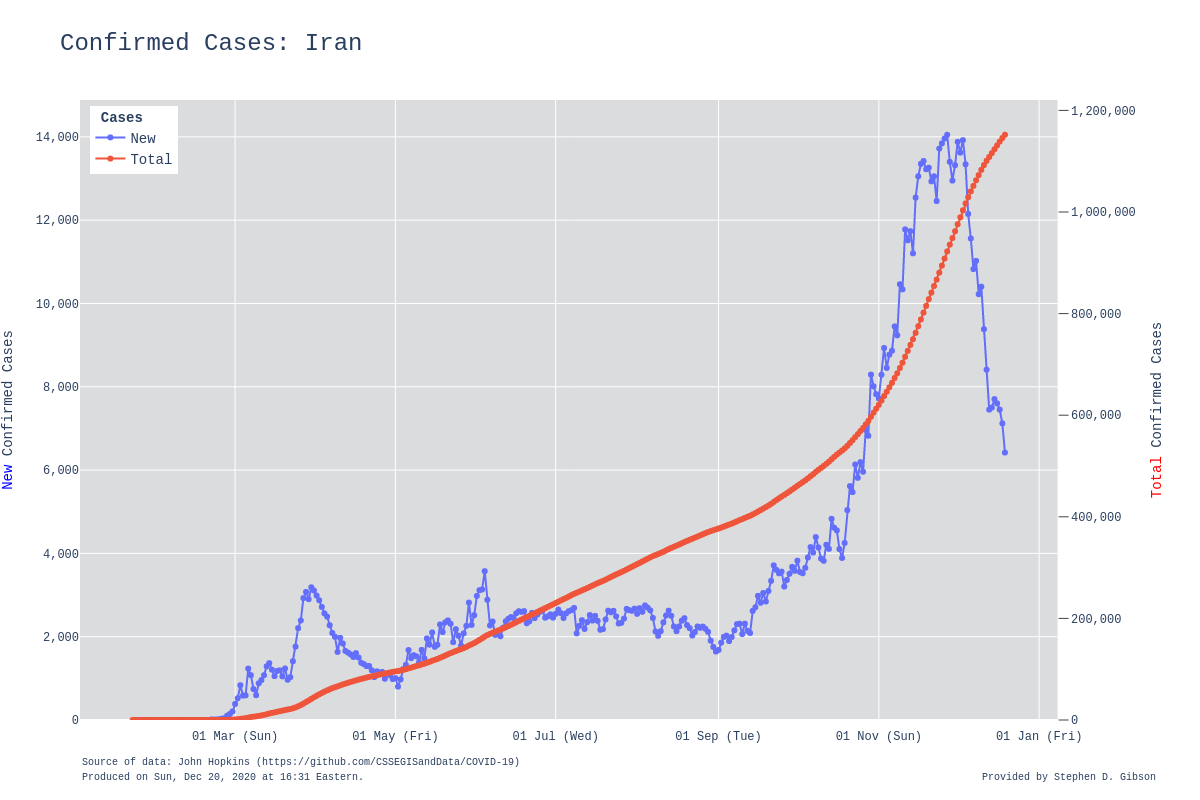 Confirmed Cases: Iran
Cases
New
Total
14,000
12,000
10,000
8,000
6,000
4,000
2,000
0
New Confirmed Cases
1,200,000
1,000,000
800,000
600,000
400,000
200,000
0
Total Confirmed Cases
01 Mar (Sun)
01 May (Fri)
01 Jul (Wed)
01 Sep (Tue)
01 Nov (Sun)
01 Jan (Fri)
Source of data: John Hopkins (https://github.com/CSSEGISandData/COVID-19)
Produced on Sun, Dec 20, 2020 at 16:31 Eastern.
Provided by Stephen D. Gibson